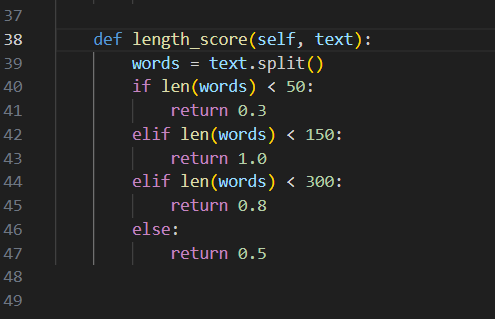 37
38 def length_score(self, text):
39 words = text.split()
40 if len(words) < 50:
41 return 0.3
42 elif len(words) < 150:
43 return 1.0
44 elif len(words) < 300:
45 return 0.8
46 else:
47 return 0.5
48
49